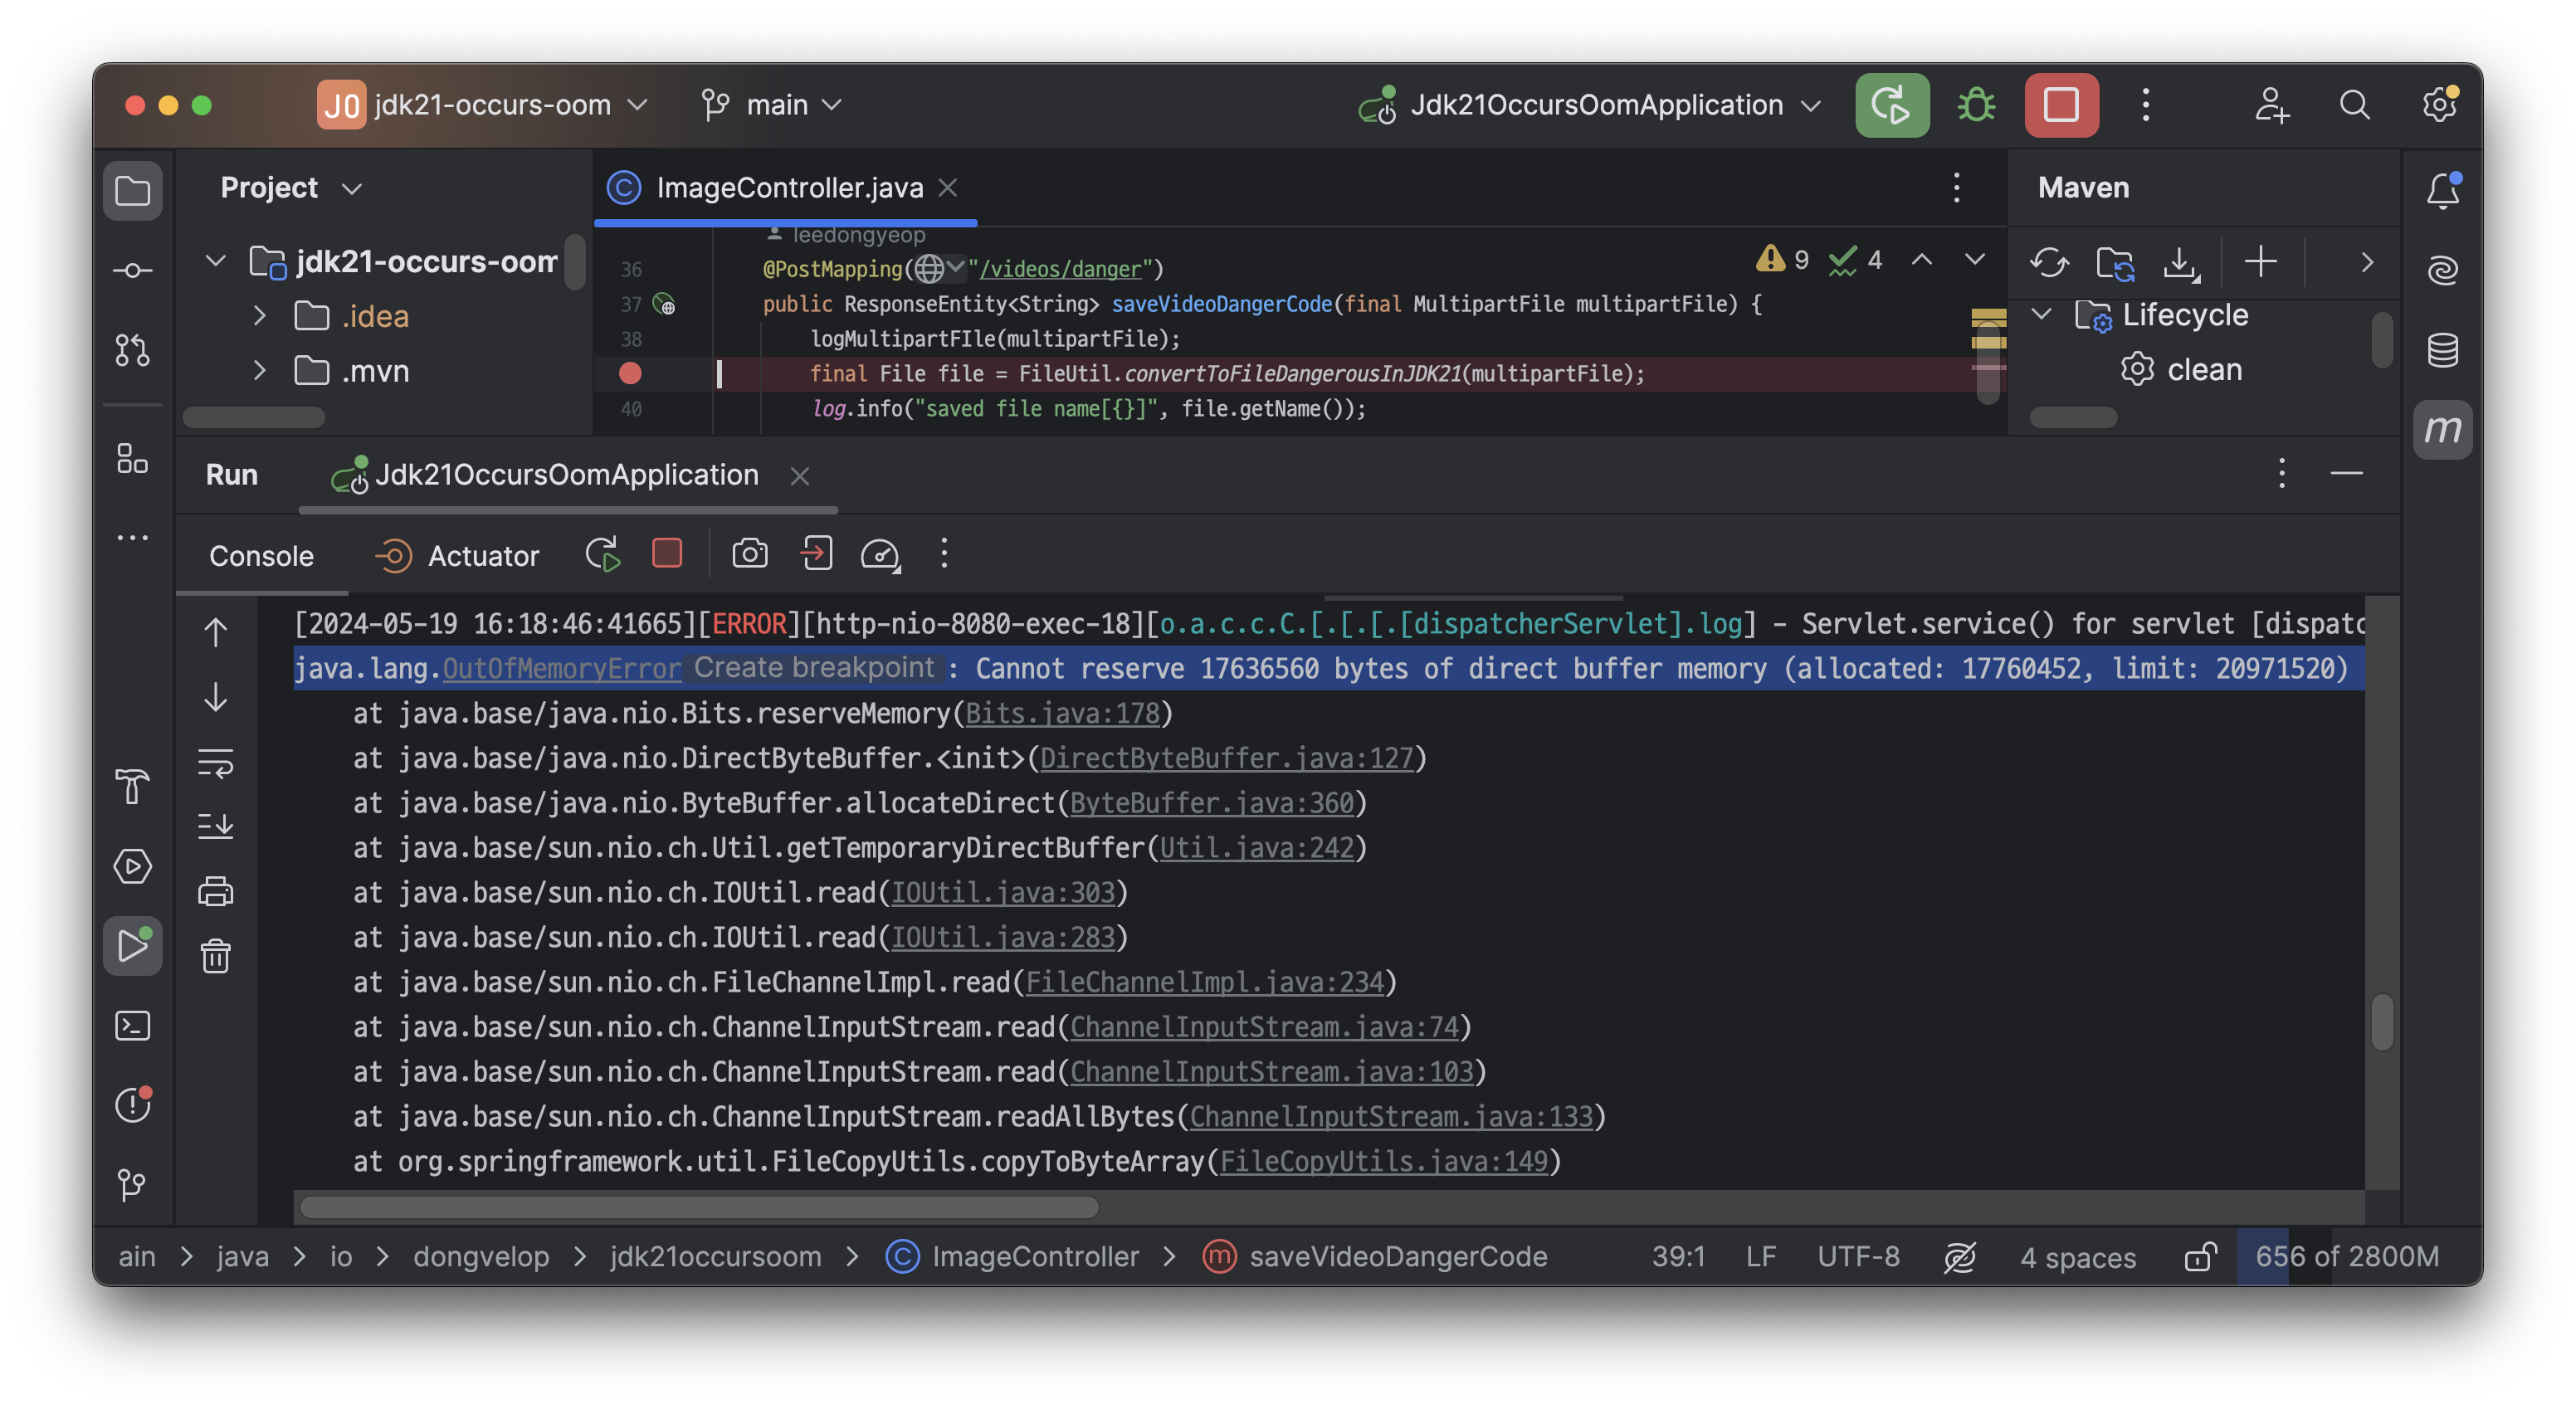 JO jdk21-occurs-oom main Jdk21OccursOomApplication
Project
jdk21-occurs-oom
.idea
.mvn
ImageController.java
leedongyeop
36 @PostMapping("/videos/danger")
37 public ResponseEntity<String> saveVideoDangerCode(final MultipartFile multipartFile) {
38 logMultipartFIle(multipartFile);
final File file = FileUtil.convertToFileDangerousInJDK21(multipartFile);
40 log.info("saved file name[{}]", file.getName());
9 4
Maven
Lifecycle
clean
m
Run Jdk21OccursOomApplication
Console Actuator
[2024-05-19 16:18:46:41665][ERROR][http-nio-8080-exec-18][o.a.c.c.C.[.[.[.[dispatcherServlet].log] - Servlet.service() for servlet [dispatc
java.lang.OutOfMemoryError Create breakpoint : Cannot reserve 17636560 bytes of direct buffer memory (allocated: 17760452, limit: 20971520)
at java.base/java.nio.Bits.reserveMemory(Bits.java:178)
at java.base/java.nio.DirectByteBuffer.<init>(DirectByteBuffer.java:127)
at java.base/java.nio.ByteBuffer.allocateDirect(ByteBuffer.java:360)
at java.base/sun.nio.ch.Util.getTemporaryDirectBuffer(Util.java:242)
at java.base/sun.nio.ch.IOUtil.read(IOUtil.java:303)
at java.base/sun.nio.ch.IOUtil.read(IOUtil.java:283)
at java.base/sun.nio.ch.FileChannelImpl.read(FileChannelImpl.java:234)
at java.base/sun.nio.ch.ChannelInputStream.read(ChannelInputStream.java:74)
at java.base/sun.nio.ch.ChannelInputStream.read(ChannelInputStream.java:103)
at java.base/sun.nio.ch.ChannelInputStream.readAllBytes(ChannelInputStream.java:133)
at org.springframework.util.FileCopyUtils.copyToByteArray(FileCopyUtils.java:149)
ain > java > io > dongvelop > jdk21occursoom > C ImageController > m saveVideoDangerCode 39:1 LF UTF-8 4 spaces 656 of 2800M